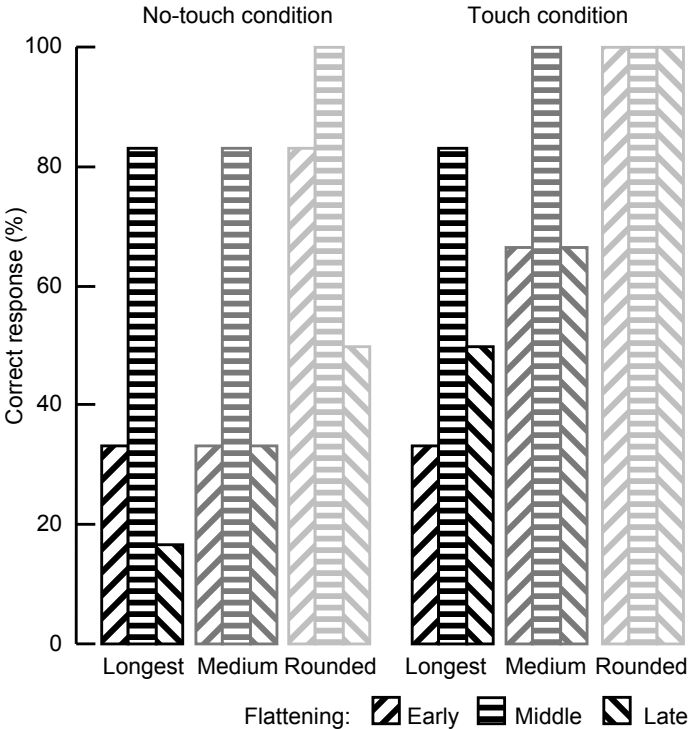 No-touch condition Touch condition
100
80
60
40
20
0
Correct response (%)
Longest Medium Rounded Longest Medium Rounded
Flattening: Early Middle Late